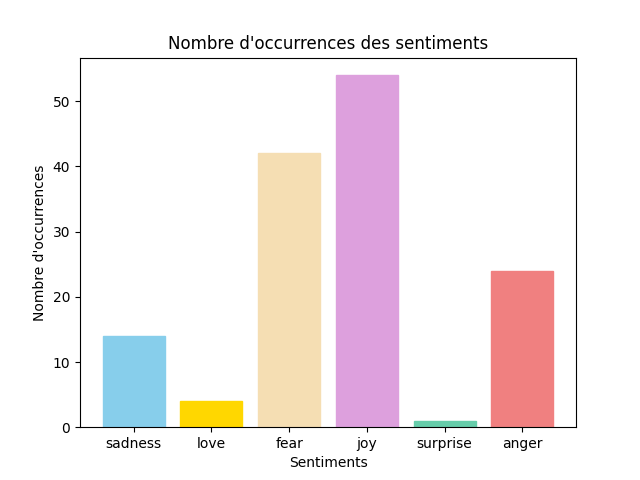 Nombre d'occurrences des sentiments
Nombre d'occurrences
50
40
30
20
10
0
sadness love fear joy surprise anger
Sentiments